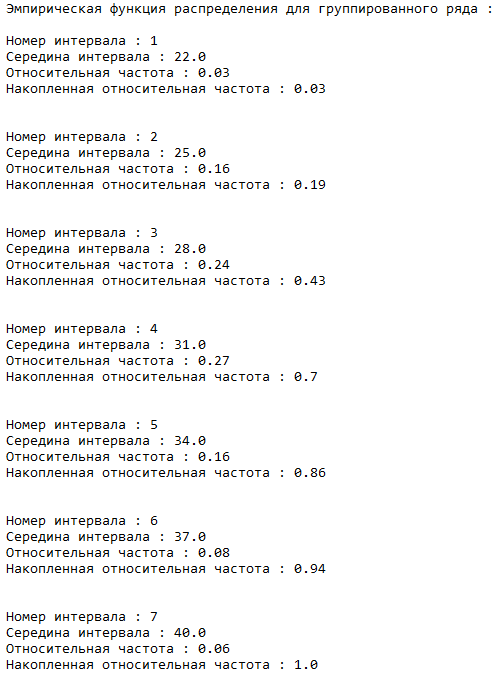 Эмпирическая функция распределения для группированного ряда :
Номер интервала : 1
Середина интервала : 22.0
Относительная частота : 0.03
Накопленная относительная частота : 0.03
Номер интервала : 2
Середина интервала : 25.0
Относительная частота : 0.16
Накопленная относительная частота : 0.19
Номер интервала : 3
Середина интервала : 28.0
Относительная частота : 0.24
Накопленная относительная частота : 0.43
Номер интервала : 4
Середина интервала : 31.0
Относительная частота : 0.27
Накопленная относительная частота : 0.7
Номер интервала : 5
Середина интервала : 34.0
Относительная частота : 0.16
Накопленная относительная частота : 0.86
Номер интервала : 6
Середина интервала : 37.0
Относительная частота : 0.08
Накопленная относительная частота : 0.94
Номер интервала : 7
Середина интервала : 40.0
Относительная частота : 0.06
Накопленная относительная частота : 1.0